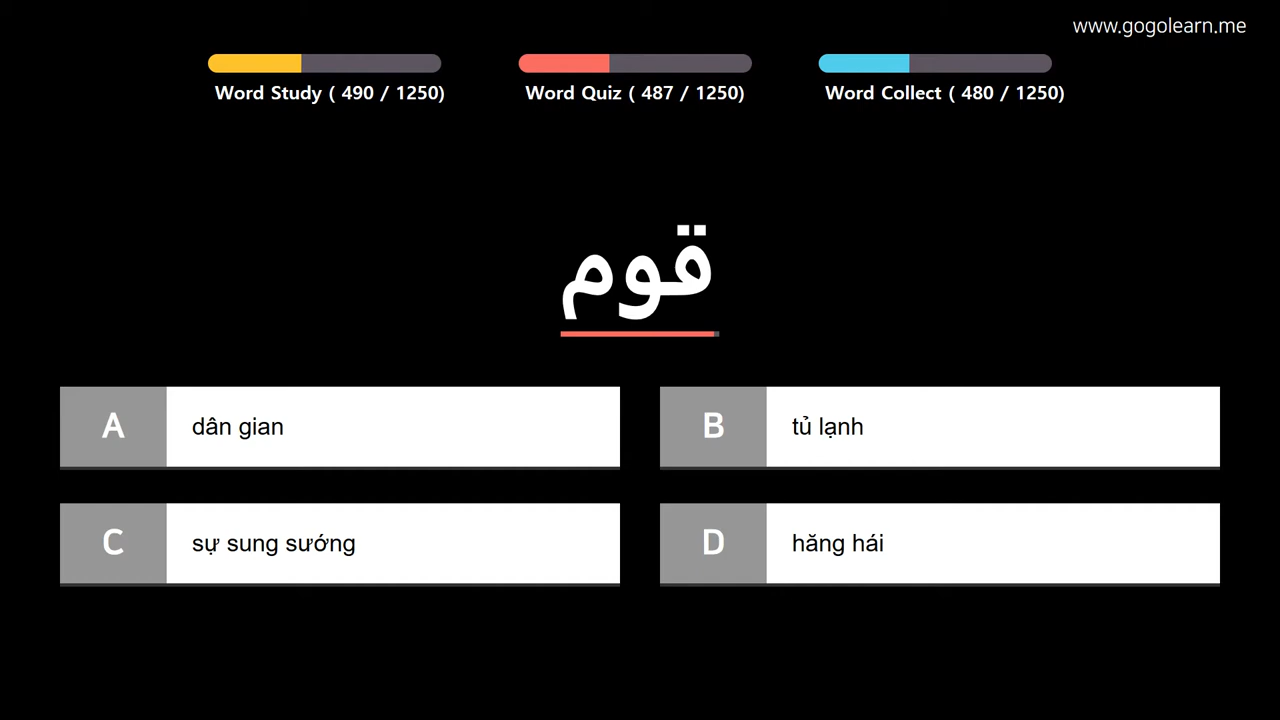 www.gogolearn.me
Word Study ( 490 / 1250)
Word Quiz ( 487 / 1250)
Word Collect ( 480 / 1250)
قوم
A dân gian
B tủ lạnh
C sự sung sướng
D hăng hái